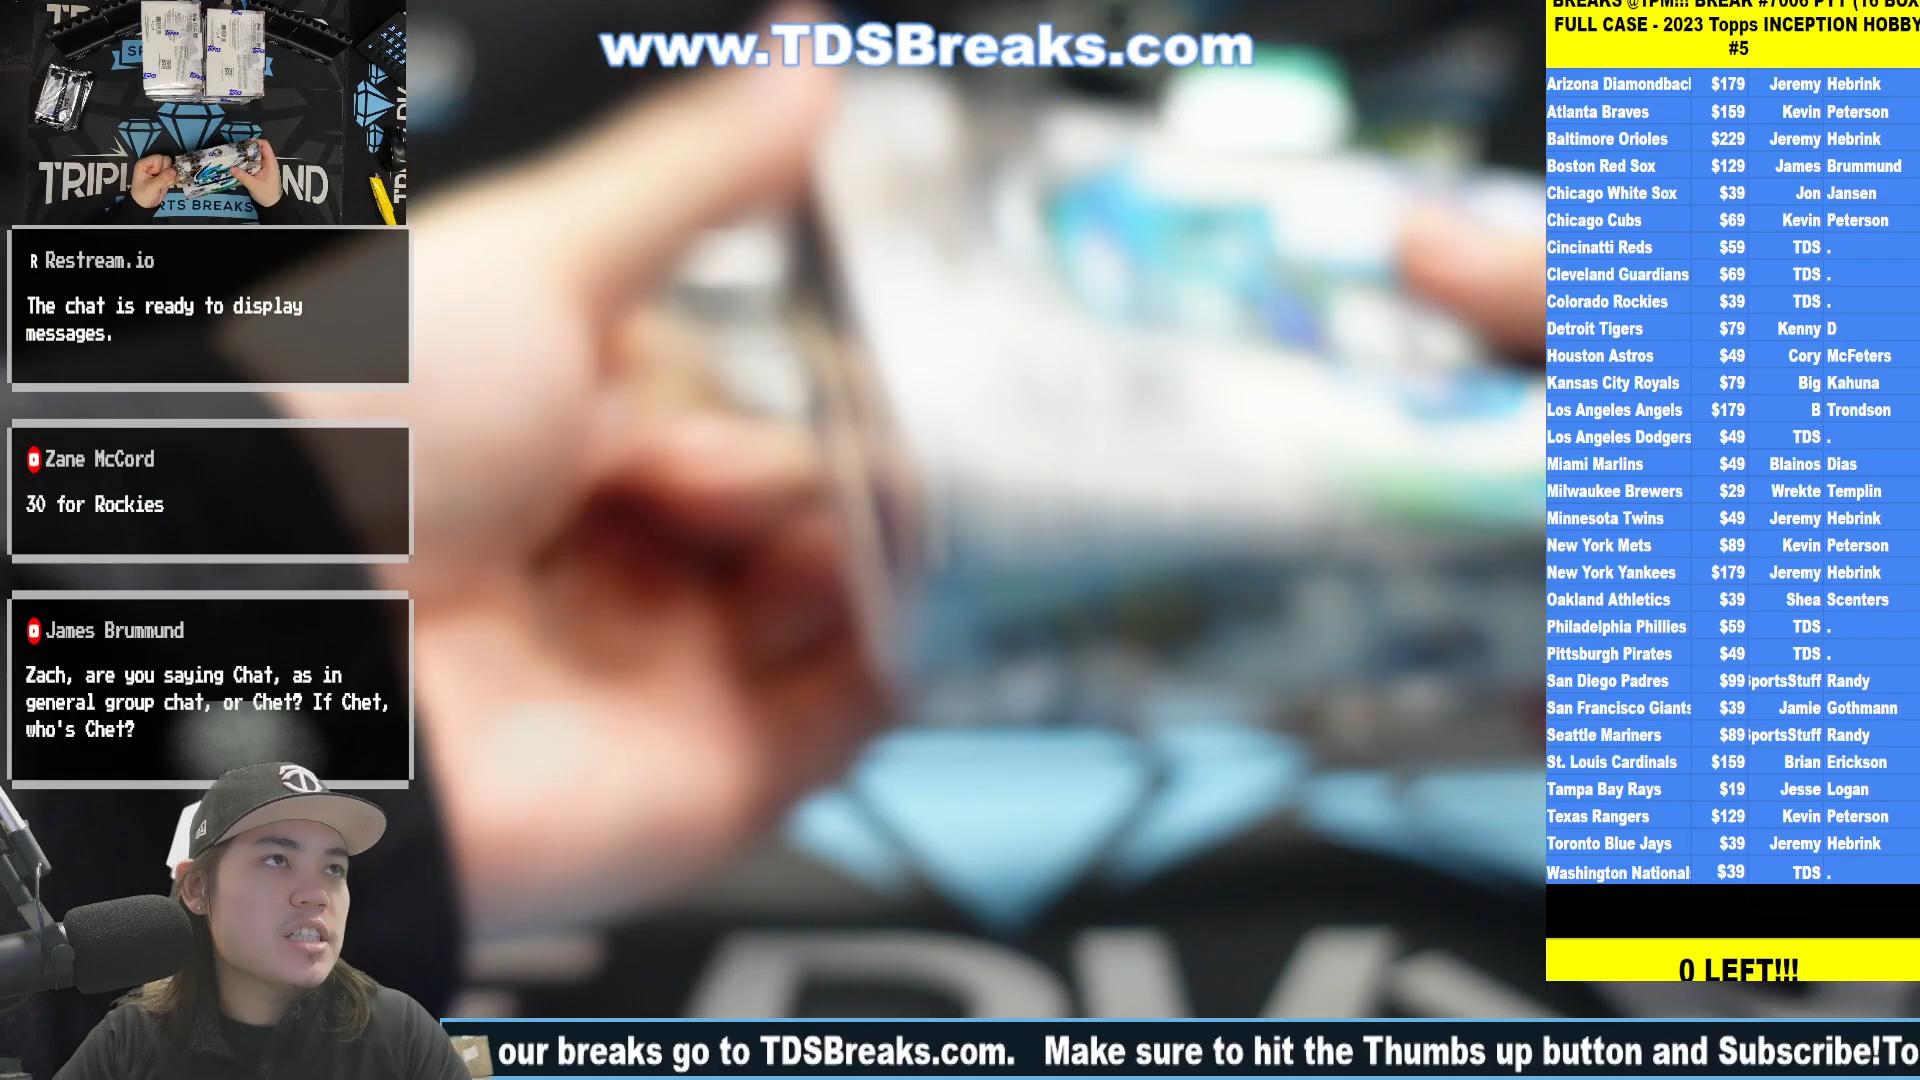 www.TDSBreaks.com
BREAKS @1PM!!! BREAK #7006 PYT (16 BOX
FULL CASE - 2023 Topps INCEPTION HOBBY
#5
Arizona Diamondback $179 Jeremy Hebrink
Atlanta Braves $159 Kevin Peterson
Baltimore Orioles $229 Jeremy Hebrink
Boston Red Sox $129 James Brummund
Chicago White Sox $39 Jon Jansen
Chicago Cubs $69 Kevin Peterson
Cincinatti Reds $59 TDS .
Cleveland Guardians $69 TDS .
Colorado Rockies $39 TDS .
Detroit Tigers $79 Kenny D
Houston Astros $49 Cory McFeters
Kansas City Royals $79 Big Kahuna
Los Angeles Angels $179 B Trondson
Los Angeles Dodgers $49 TDS .
Miami Marlins $49 Blainos Dias
Milwaukee Brewers $29 Wrekte Templin
Minnesota Twins $49 Jeremy Hebrink
New York Mets $89 Kevin Peterson
New York Yankees $179 Jeremy Hebrink
Oakland Athletics $39 Shea Scenters
Philadelphia Phillies $59 TDS .
Pittsburgh Pirates $49 TDS .
San Diego Padres $99 SportsStuff Randy
San Francisco Giants $39 Jamie Gothmann
Seattle Mariners $89 SportsStuff Randy
St. Louis Cardinals $159 Brian Erickson
Tampa Bay Rays $19 Jesse Logan
Texas Rangers $129 Kevin Peterson
Toronto Blue Jays $39 Jeremy Hebrink
Washington National $39 TDS .
0 LEFT!!!
Restream.io
The chat is ready to display
messages.
Zane McCord
30 for Rockies
James Brummund
Zach, are you saying Chat, as in
general group chat, or Chet? If Chet,
who's Chet?
our breaks go to TDSBreaks.com. Make sure to hit the Thumbs up button and Subscribe!To